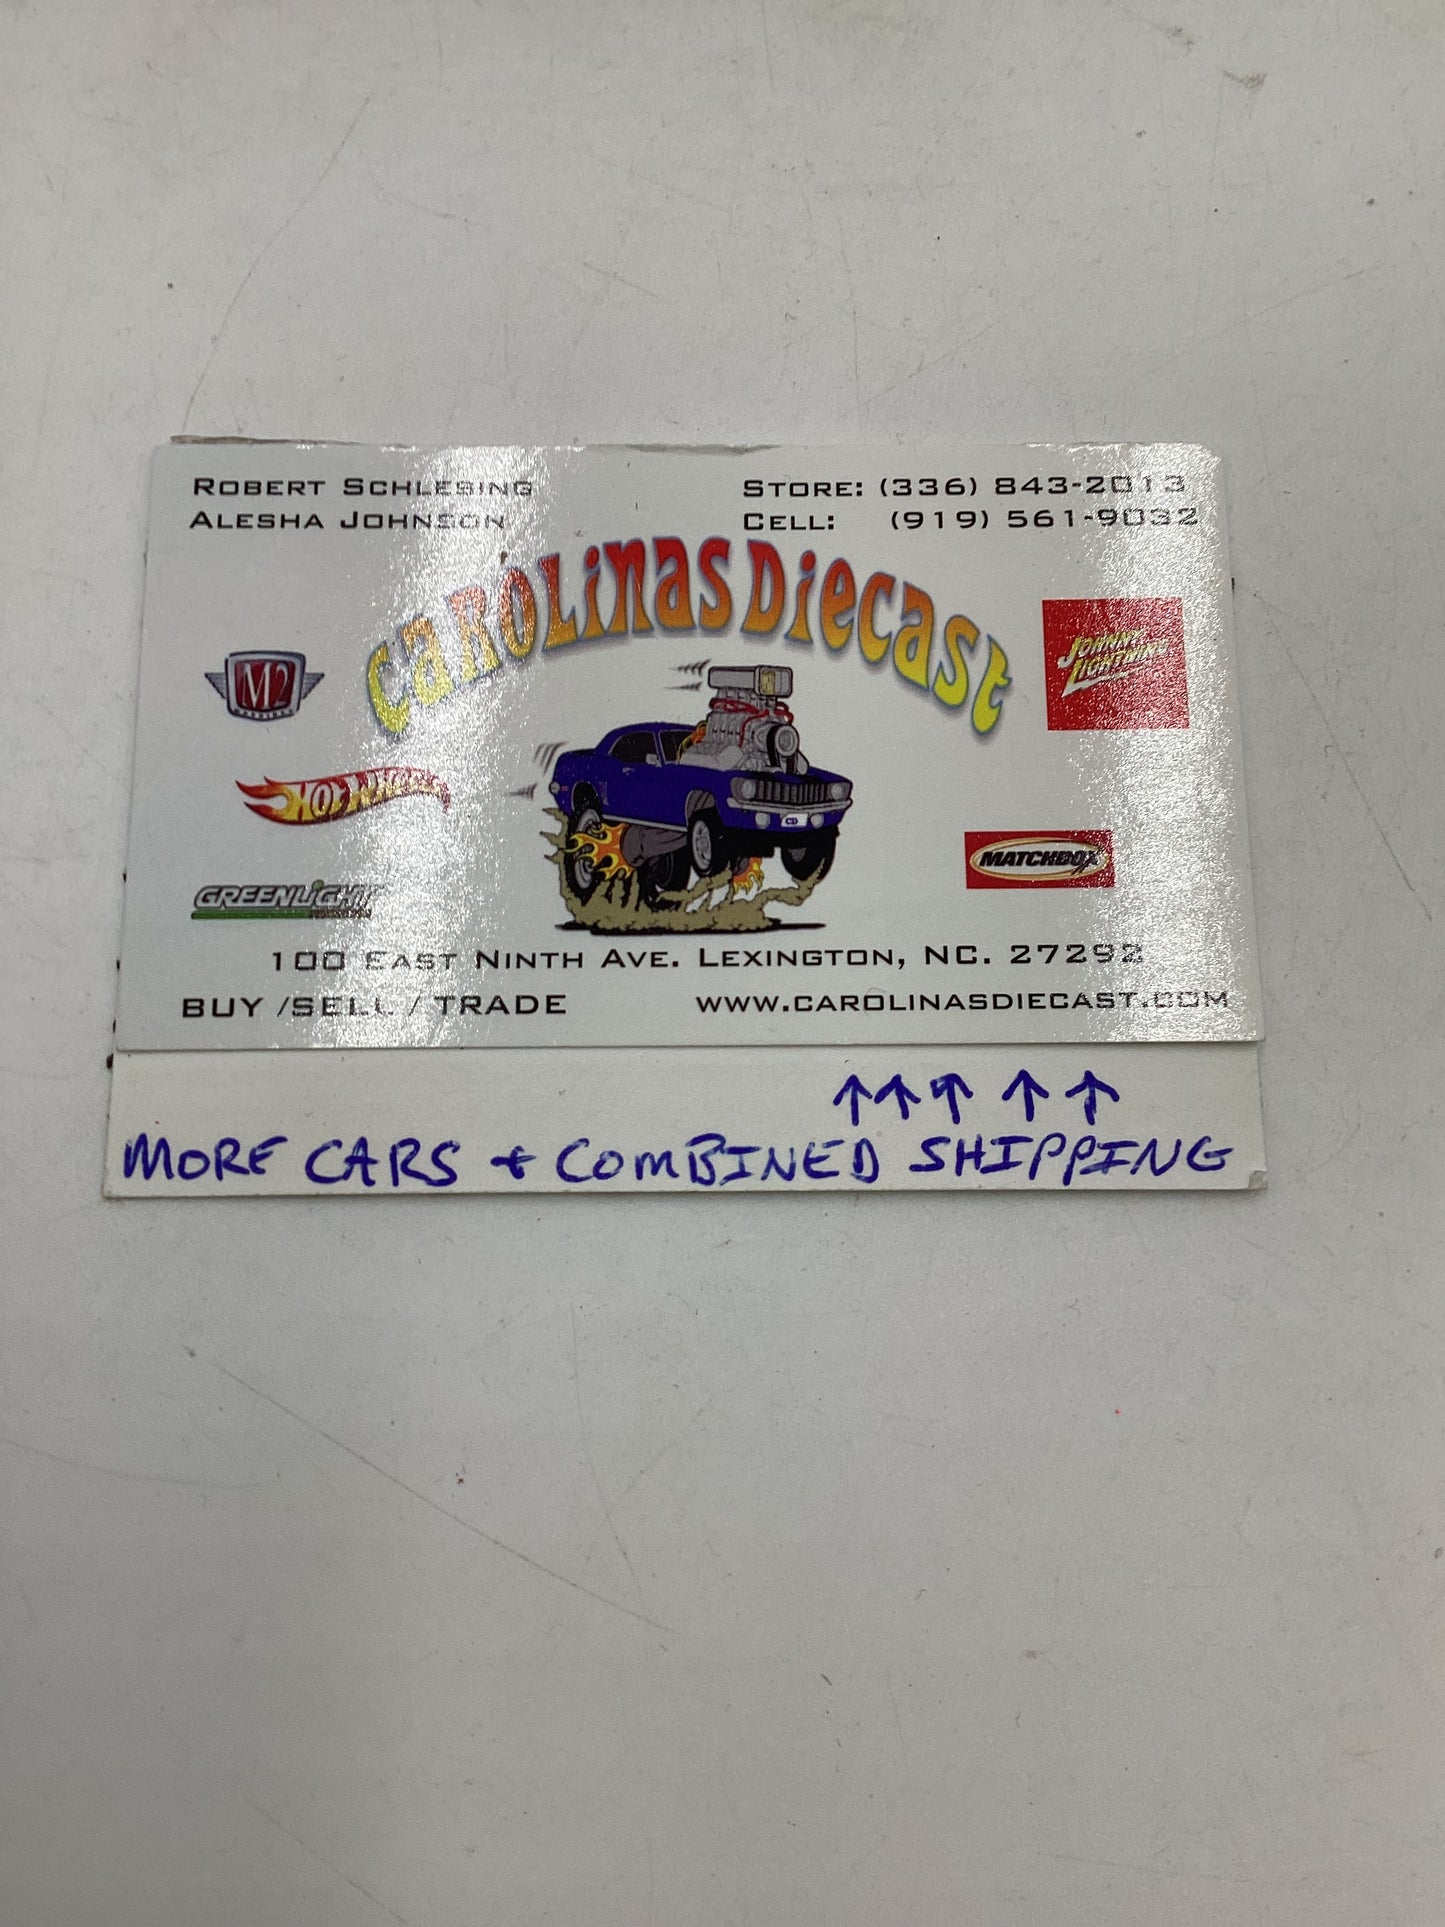 ROBERT SCHLESING
ALESHA JOHNSON
STORE: (336) 843-2013
CELL: (919) 561-9032
CAROLINAS DIECAST
M2
JOHNNY
LIGHTNING
HOT WHEELS
CD
MATCHBOX
GREENLIGHT
100 EAST NINTH AVE. LEXINGTON, NC. 27292
BUY /SELL / TRADE
WWW.CAROLINASDIECAST.COM
↑↑↑ ↑ ↑
MORE CARS + COMBINED SHIPPING